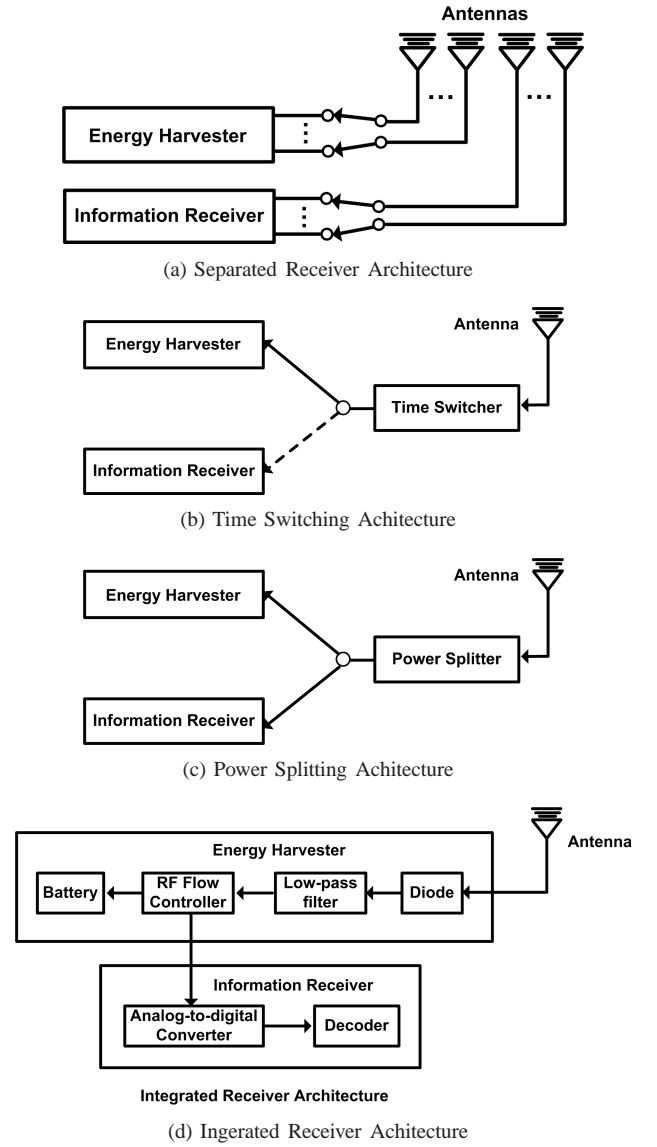 Antennas
...
...
Energy Harvester
Information Receiver
(a) Separated Receiver Architecture
Antenna
Energy Harvester
Time Switcher
Information Receiver
(b) Time Switching Achitecture
Antenna
Energy Harvester
Power Splitter
Information Receiver
(c) Power Splitting Achitecture
Antenna
Energy Harvester
Battery
RF Flow
Controller
Low-pass
filter
Diode
Information Receiver
Analog-to-digital
Converter
Decoder
Integrated Receiver Architecture
(d) Ingerated Receiver Achitecture